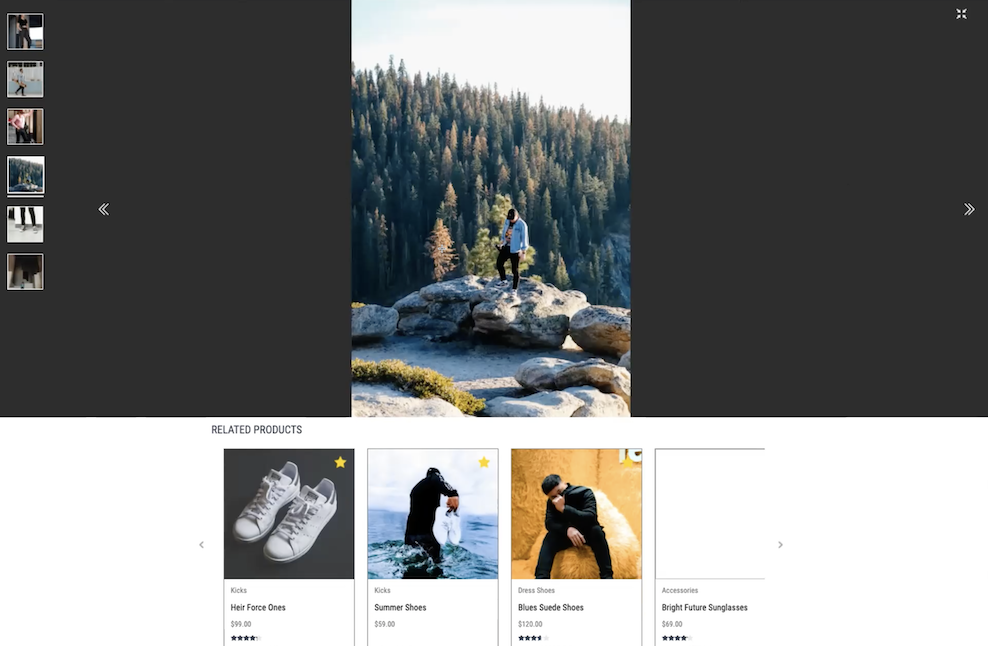 RELATED PRODUCTS
Kicks
Heir Force Ones
$99.00
Kicks
Summer Shoes
$59.00
Dress Shoes
Blues Suede Shoes
$120.00
Accessories
Bright Future Sunglasses
$69.00